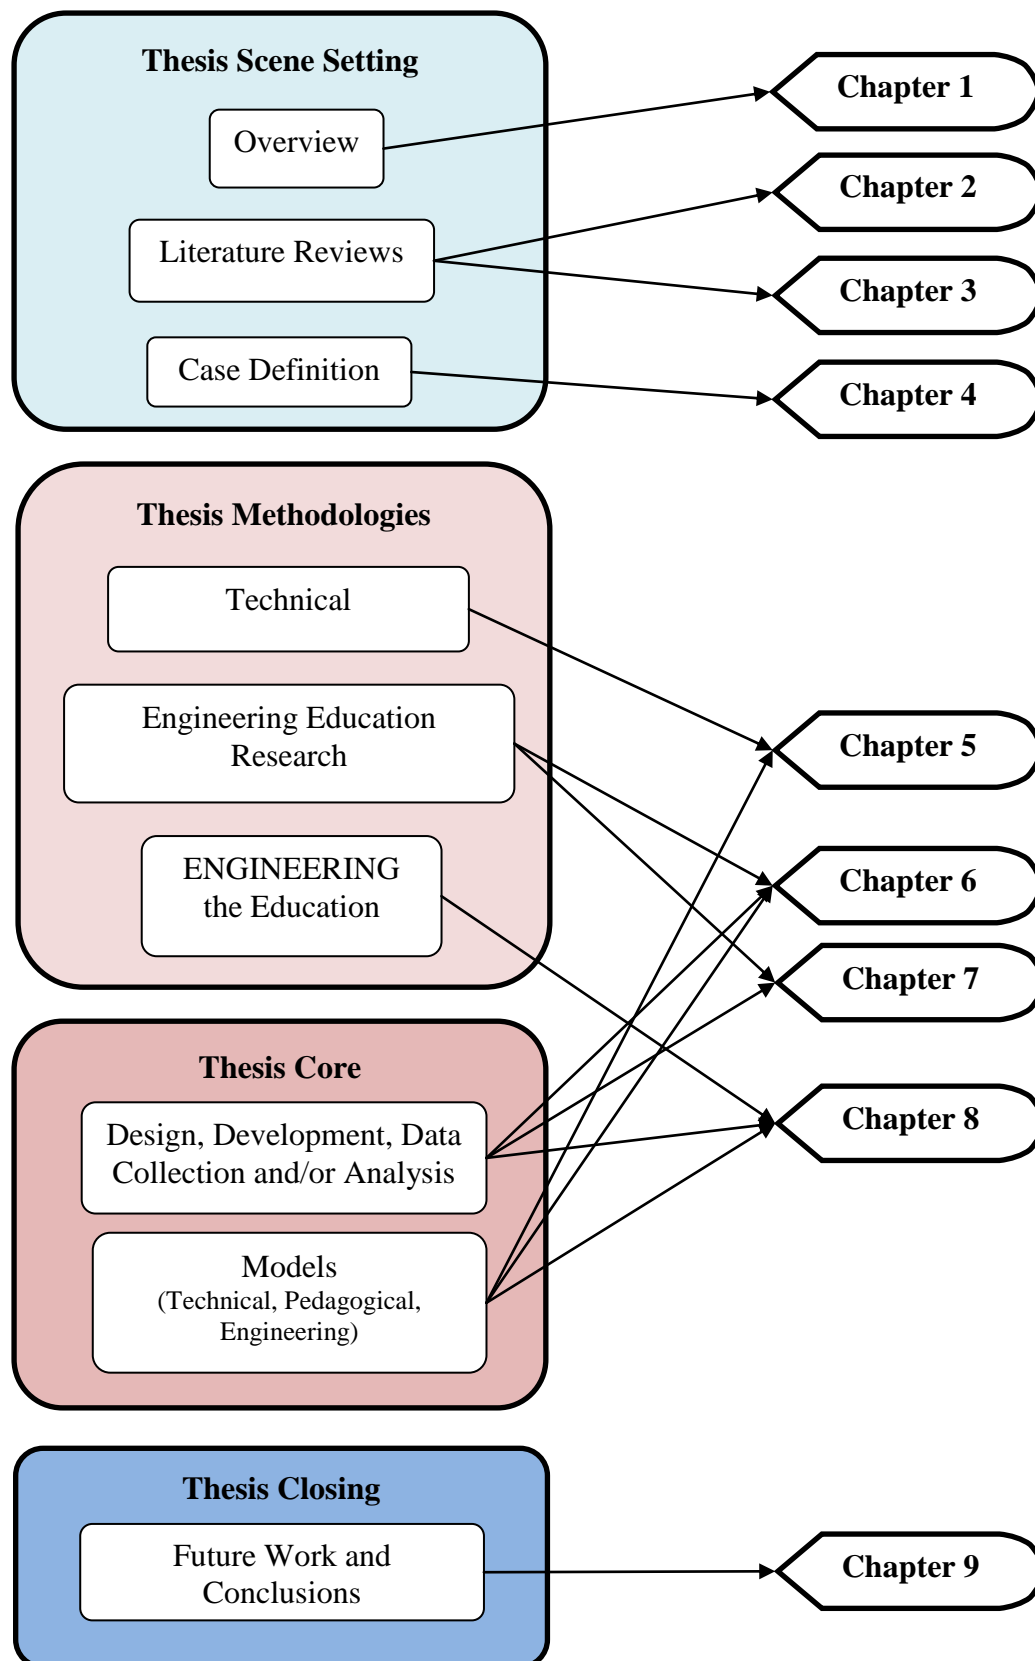 Thesis Scene Setting
Overview
Literature Reviews
Case Definition
Chapter 1
Chapter 2
Chapter 3
Chapter 4
Thesis Methodologies
Technical
Engineering Education
Research
ENGINEERING
the Education
Chapter 5
Chapter 6
Chapter 7
Thesis Core
Design, Development, Data
Collection and/or Analysis
Models
(Technical, Pedagogical,
Engineering)
Chapter 8
Thesis Closing
Future Work and
Conclusions
Chapter 9